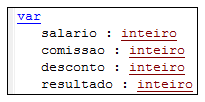 var
salario : inteiro
comissao : inteiro
desconto : inteiro
resultado : inteiro